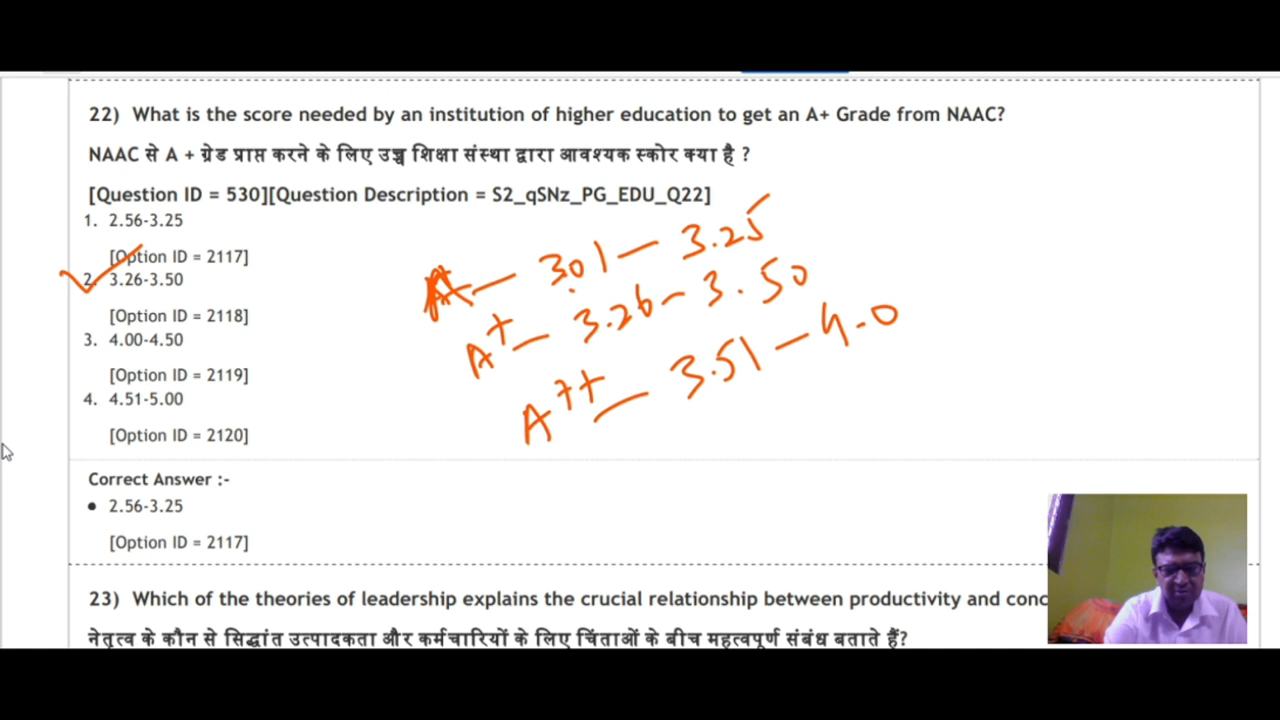 22) What is the score needed by an institution of higher education to get an A+ Grade from NAAC?
NAAC से A + ग्रेड प्राप्त करने के लिए उच्च शिक्षा संस्था द्वारा आवश्यक स्कोर क्या है ?
[Question ID = 530][Question Description = S2_qSNz_PG_EDU_Q22]
1. 2.56-3.25
[Option ID = 2117]
2. 3.26-3.50
[Option ID = 2118]
3. 4.00-4.50
[Option ID = 2119]
4. 4.51-5.00
[Option ID = 2120]
A — 3.01 — 3.25
A+ — 3.26 — 3.50
A++ — 3.51 — 4.0
Correct Answer :-
• 2.56-3.25
[Option ID = 2117]
23) Which of the theories of leadership explains the crucial relationship between productivity and conc
नेतृत्व के कौन से सिद्धांत उत्पादकता और कर्मचारियों के लिए चिंताओं के बीच महत्वपूर्ण संबंध बताते हैं?